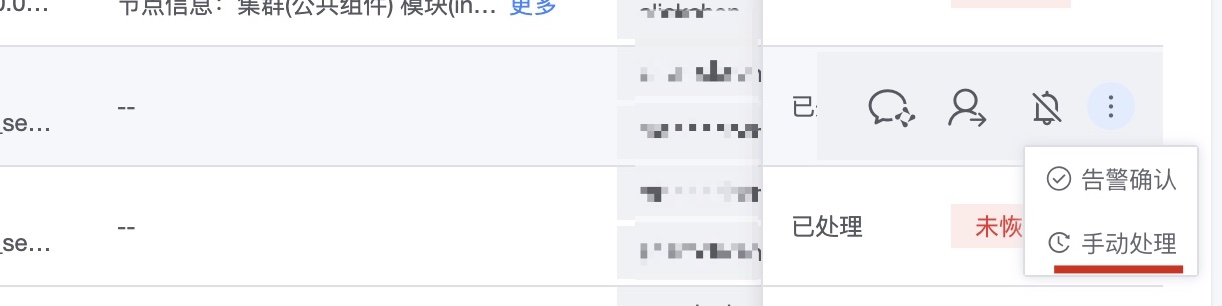 0.0...
节点信息：集群(公共组件) 模块(in... 更多
--
已
_se...
告警确认
--
已处理
未恢
_se...
手动处理